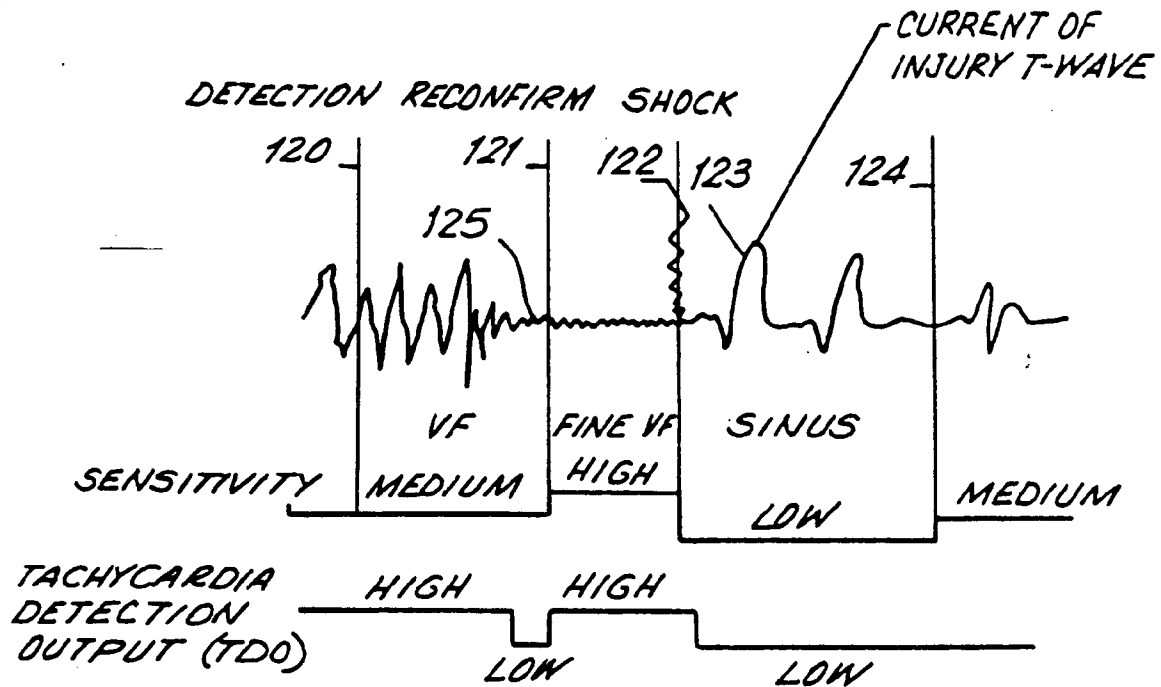 CURRENT OF
INJURY T-WAVE
DETECTION RECONFIRM SHOCK
120
121
122
123
124
125
VF
FINE VF
SINUS
SENSITIVITY
MEDIUM
HIGH
LOW
MEDIUM
TACHYCARDIA
DETECTION
OUTPUT (TDO)
HIGH
HIGH
LOW
LOW